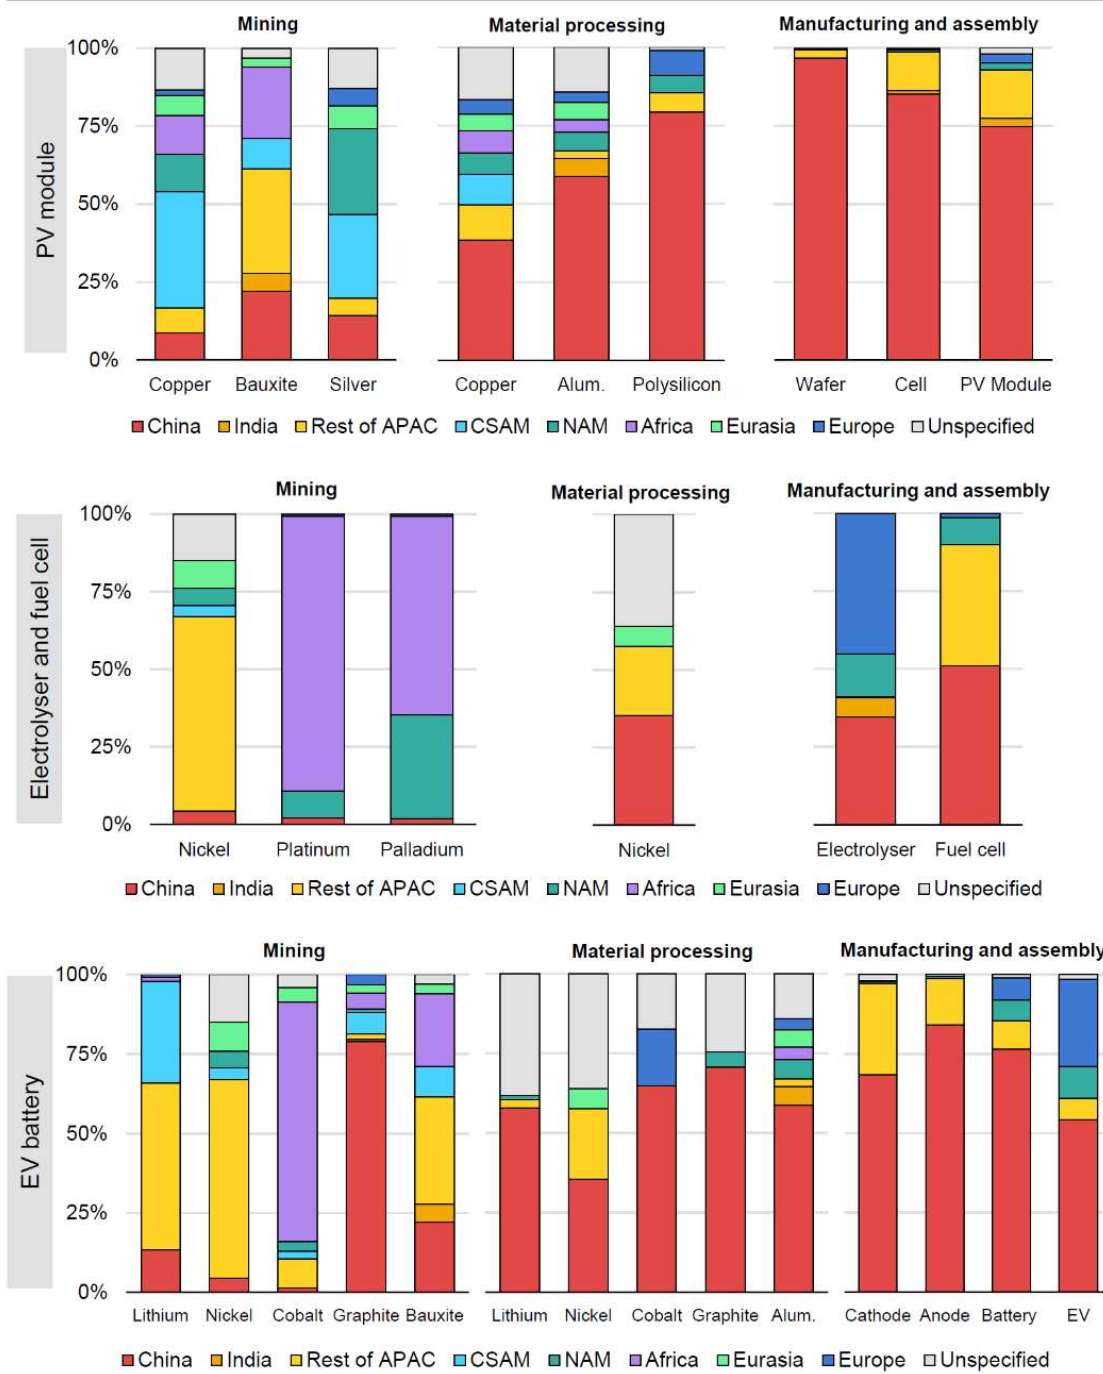 Mining Material processing Manufacturing and assembly
PV module
100%
75%
50%
25%
0%
Copper Bauxite Silver Copper Alum. Polysilicon Wafer Cell PV Module
China India Rest of APAC CSAM NAM Africa Eurasia Europe Unspecified
Mining Material processing Manufacturing and assembly
Electrolyser and fuel cell
100%
75%
50%
25%
0%
Nickel Platinum Palladium Nickel Electrolyser Fuel cell
China India Rest of APAC CSAM NAM Africa Eurasia Europe Unspecified
Mining Material processing Manufacturing and assembly
EV battery
100%
75%
50%
25%
0%
Lithium Nickel Cobalt Graphite Bauxite Lithium Nickel Cobalt Graphite Alum. Cathode Anode Battery EV
China India Rest of APAC CSAM NAM Africa Eurasia Europe Unspecified